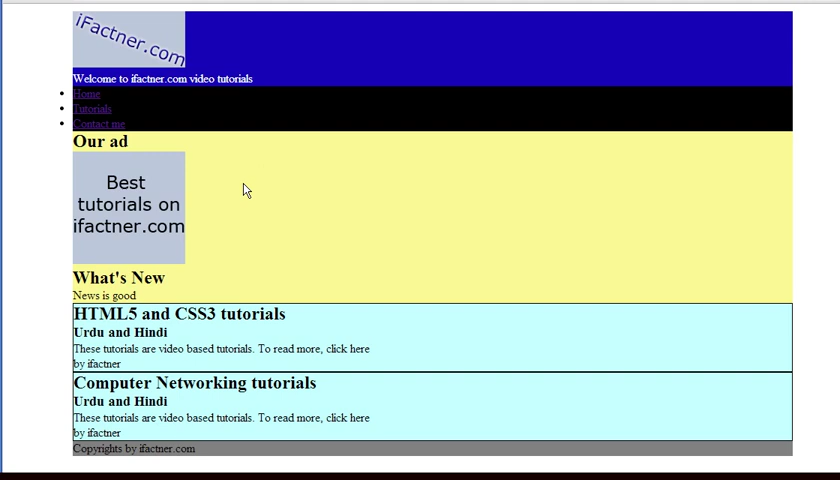 iFactner.com
Welcome to ifactner.com video tutorials
Home
Tutorials
Contact me
Our ad
Best
tutorials on
ifactner.com
What's New
News is good
HTML5 and CSS3 tutorials
Urdu and Hindi
These tutorials are video based tutorials. To read more, click here
by ifactner
Computer Networking tutorials
Urdu and Hindi
These tutorials are video based tutorials. To read more, click here
by ifactner
Copyrights by ifactner.com